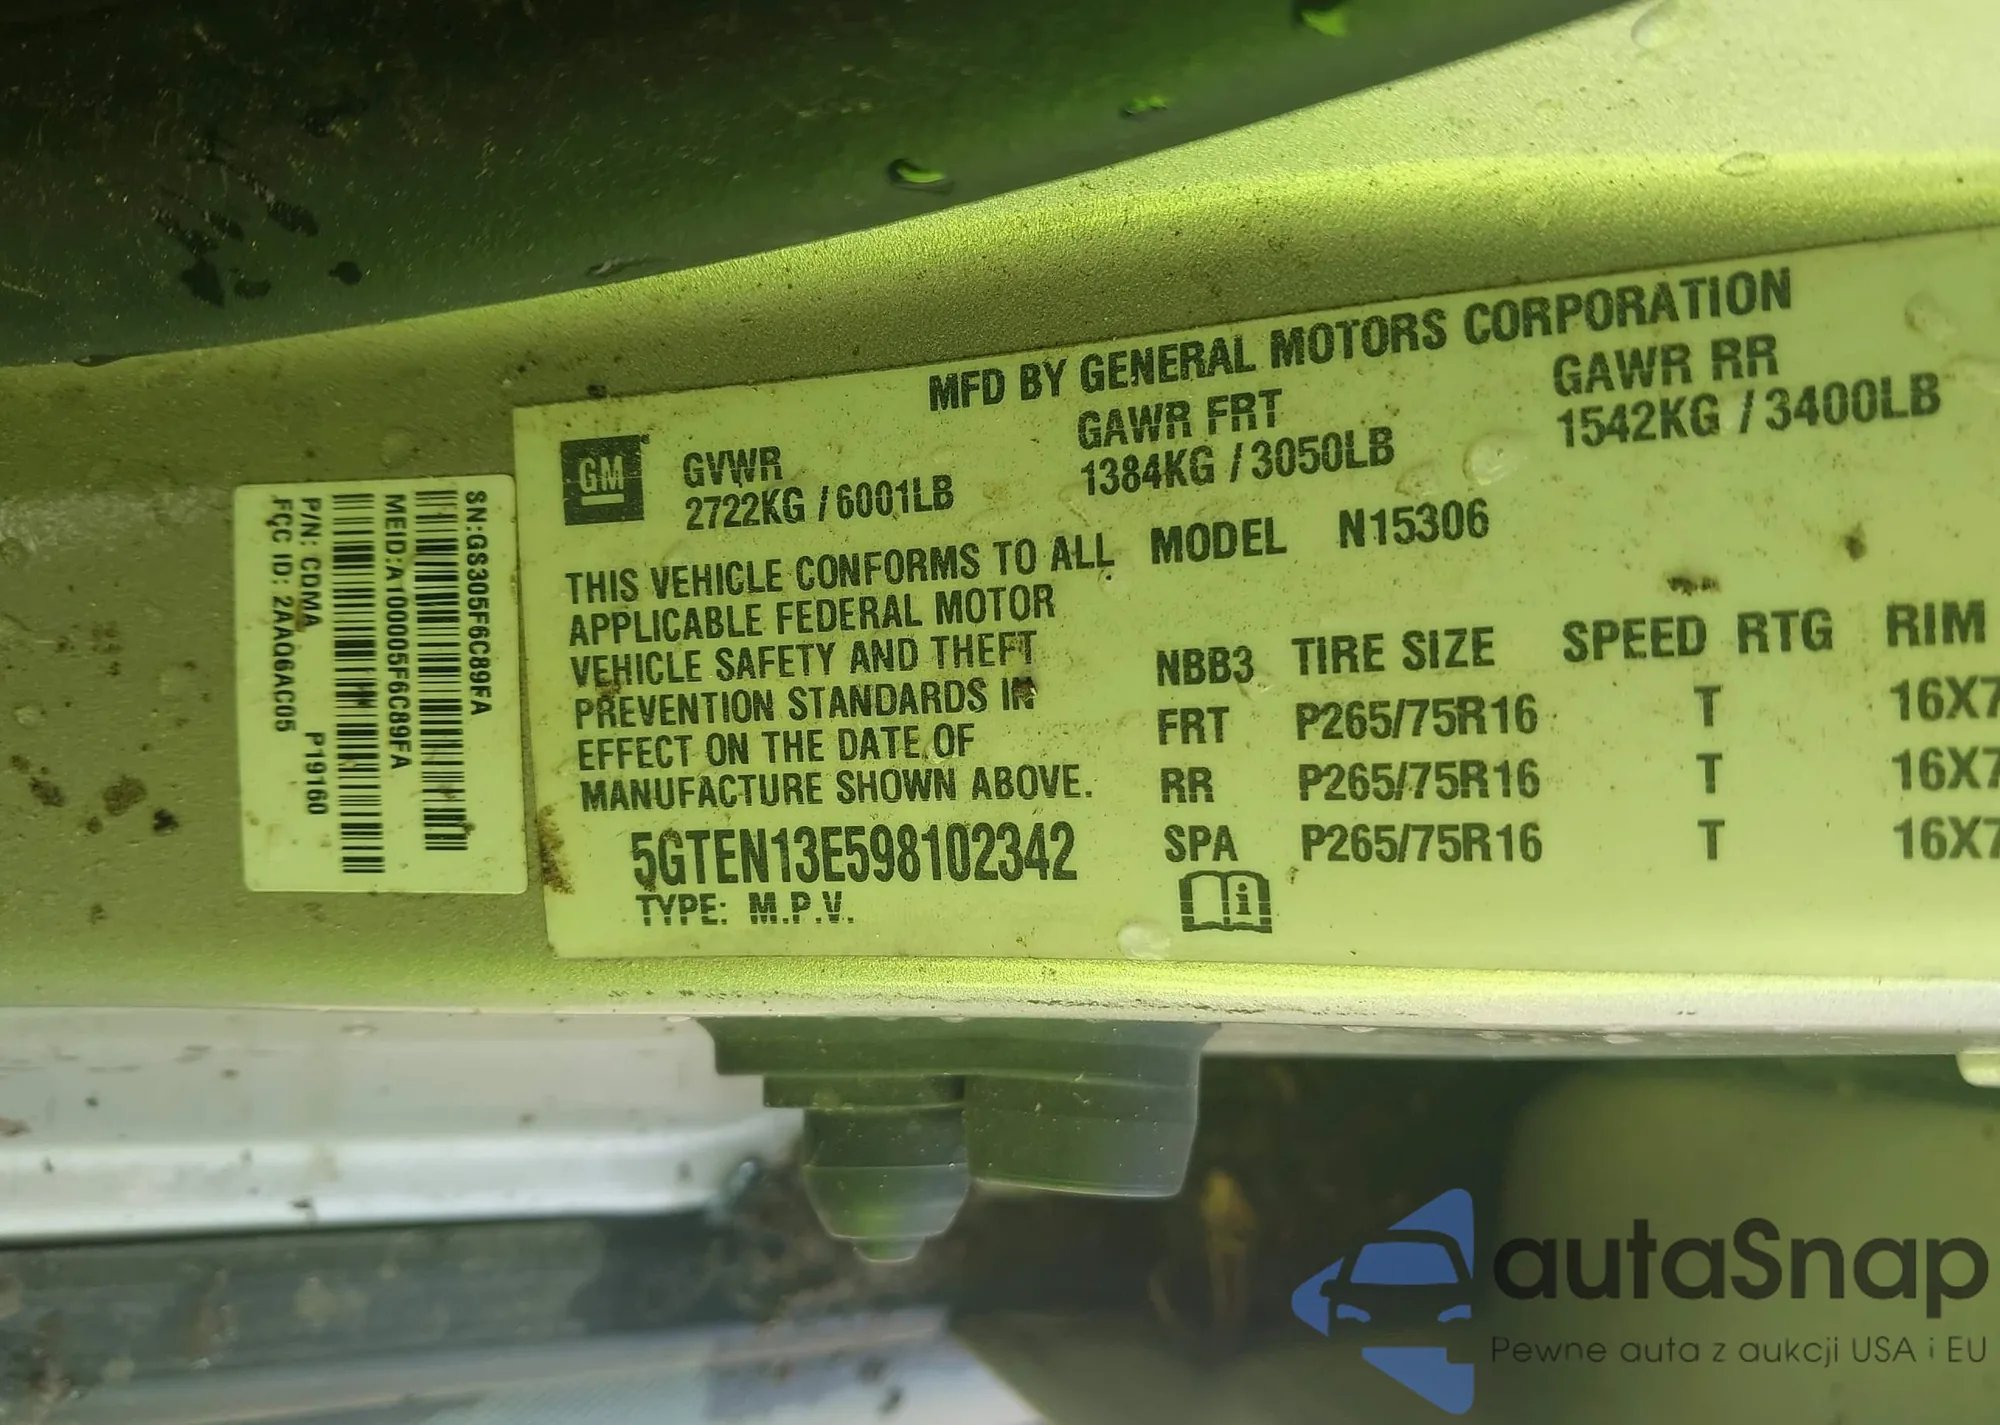 MFD BY GENERAL MOTORS CORPORATION
GM
GVWR
2722KG / 6001LB
GAWR FRT
1384KG / 3050LB
GAWR RR
1542KG / 3400LB
THIS VEHICLE CONFORMS TO ALL
APPLICABLE FEDERAL MOTOR
VEHICLE SAFETY AND THEFT
PREVENTION STANDARDS IN
EFFECT ON THE DATE OF
MANUFACTURE SHOWN ABOVE.
5GTEN13E598102342
TYPE: M.P.V.
MODEL N15306
NBB3 TIRE SIZE SPEED RTG RIM
FRT P265/75R16 T 16X7
RR P265/75R16 T 16X7
SPA P265/75R16 T 16X7
SN:GS305F6C89FA
MEID:A100005F6C89FA
P/N: CDMA P19160
FCC ID: 2AAQ6AC05
autaSnap
Pewne auta z aukcji USA i EU